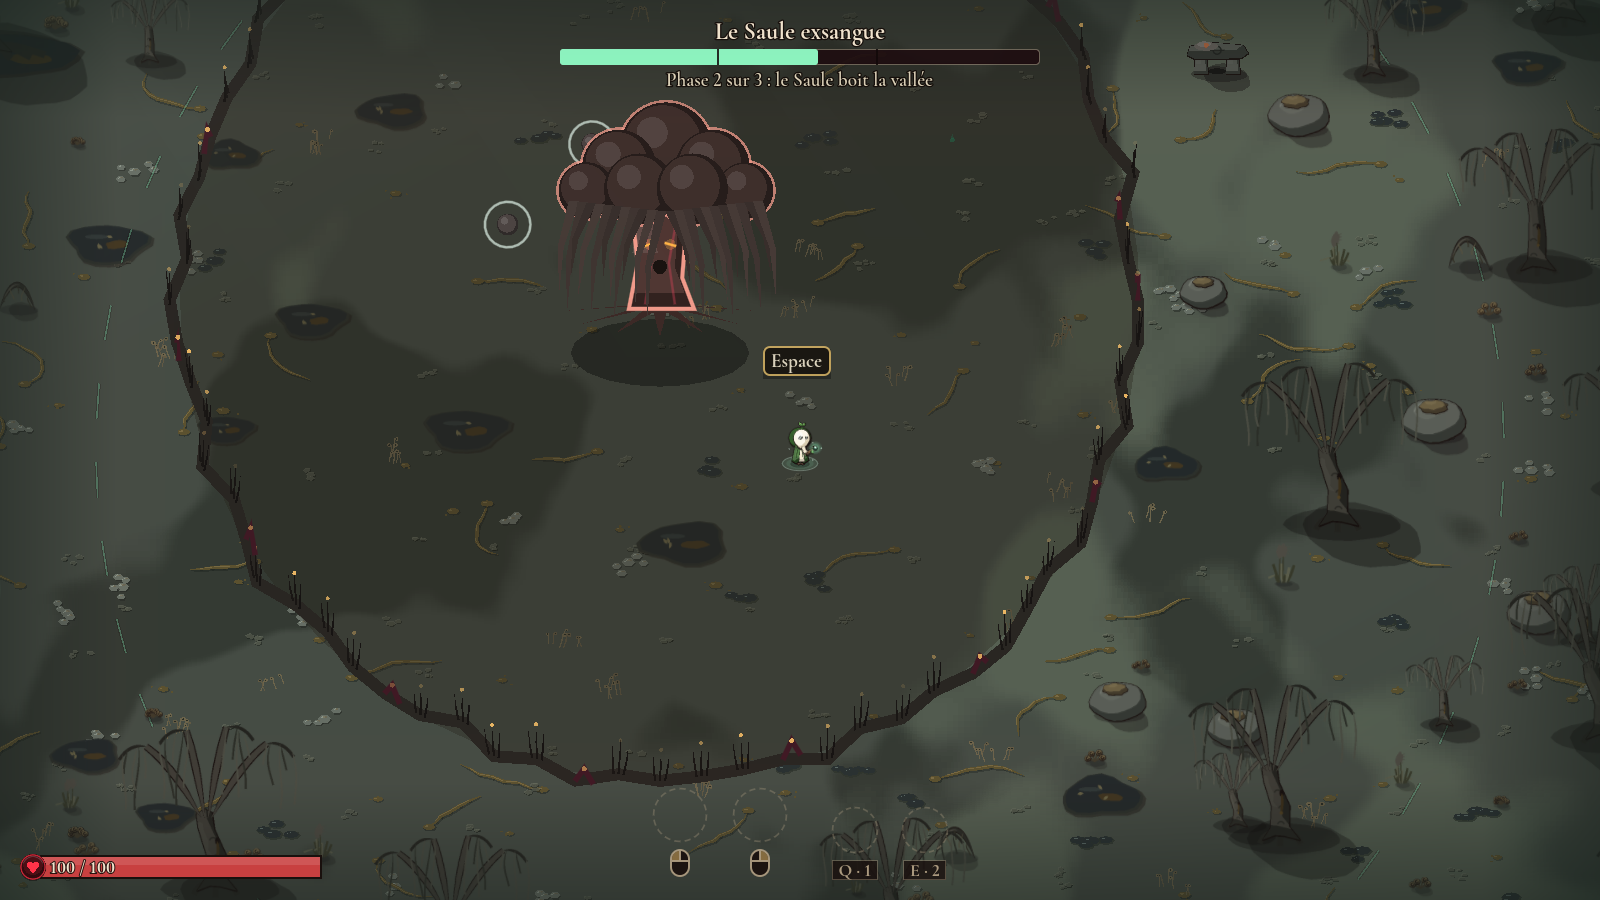 Le Saule exsangue
Phase 2 sur 3 : le Saule boit la vallée
Espace
100 / 100
Q · 1
E · 2